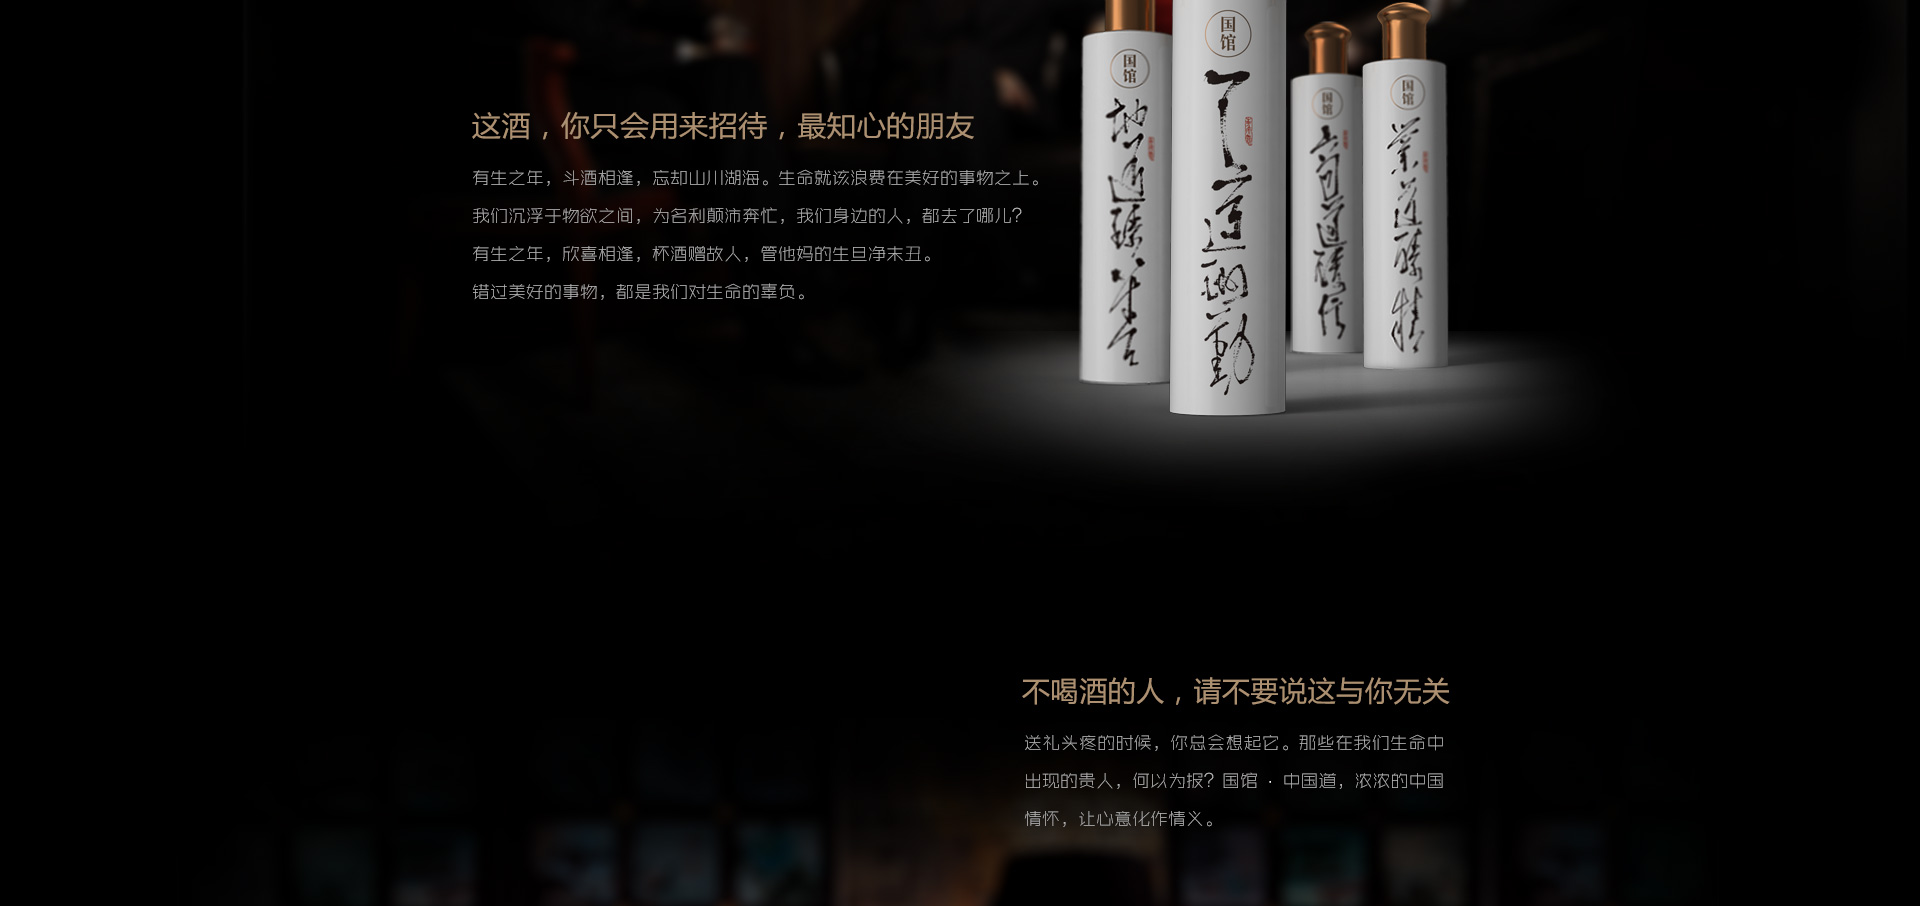 国馆
国馆
国馆
国馆
这酒，你只会用来招待，最知心的朋友
有生之年，斗酒相逢，忘却山川湖海。生命就该浪费在美好的事物之上。
我们沉浮于物欲之间，为名利颠沛奔忙，我们身边的人，都去了哪儿？
有生之年，欣喜相逢，杯酒赠故人，管他妈的生旦净末丑。
错过美好的事物，都是我们对生命的辜负。
不喝酒的人，请不要说这与你无关
送礼头疼的时候，你总会想起它。那些在我们生命中
出现的贵人，何以为报？国馆 · 中国道，浓浓的中国
情怀，让心意化作情义。